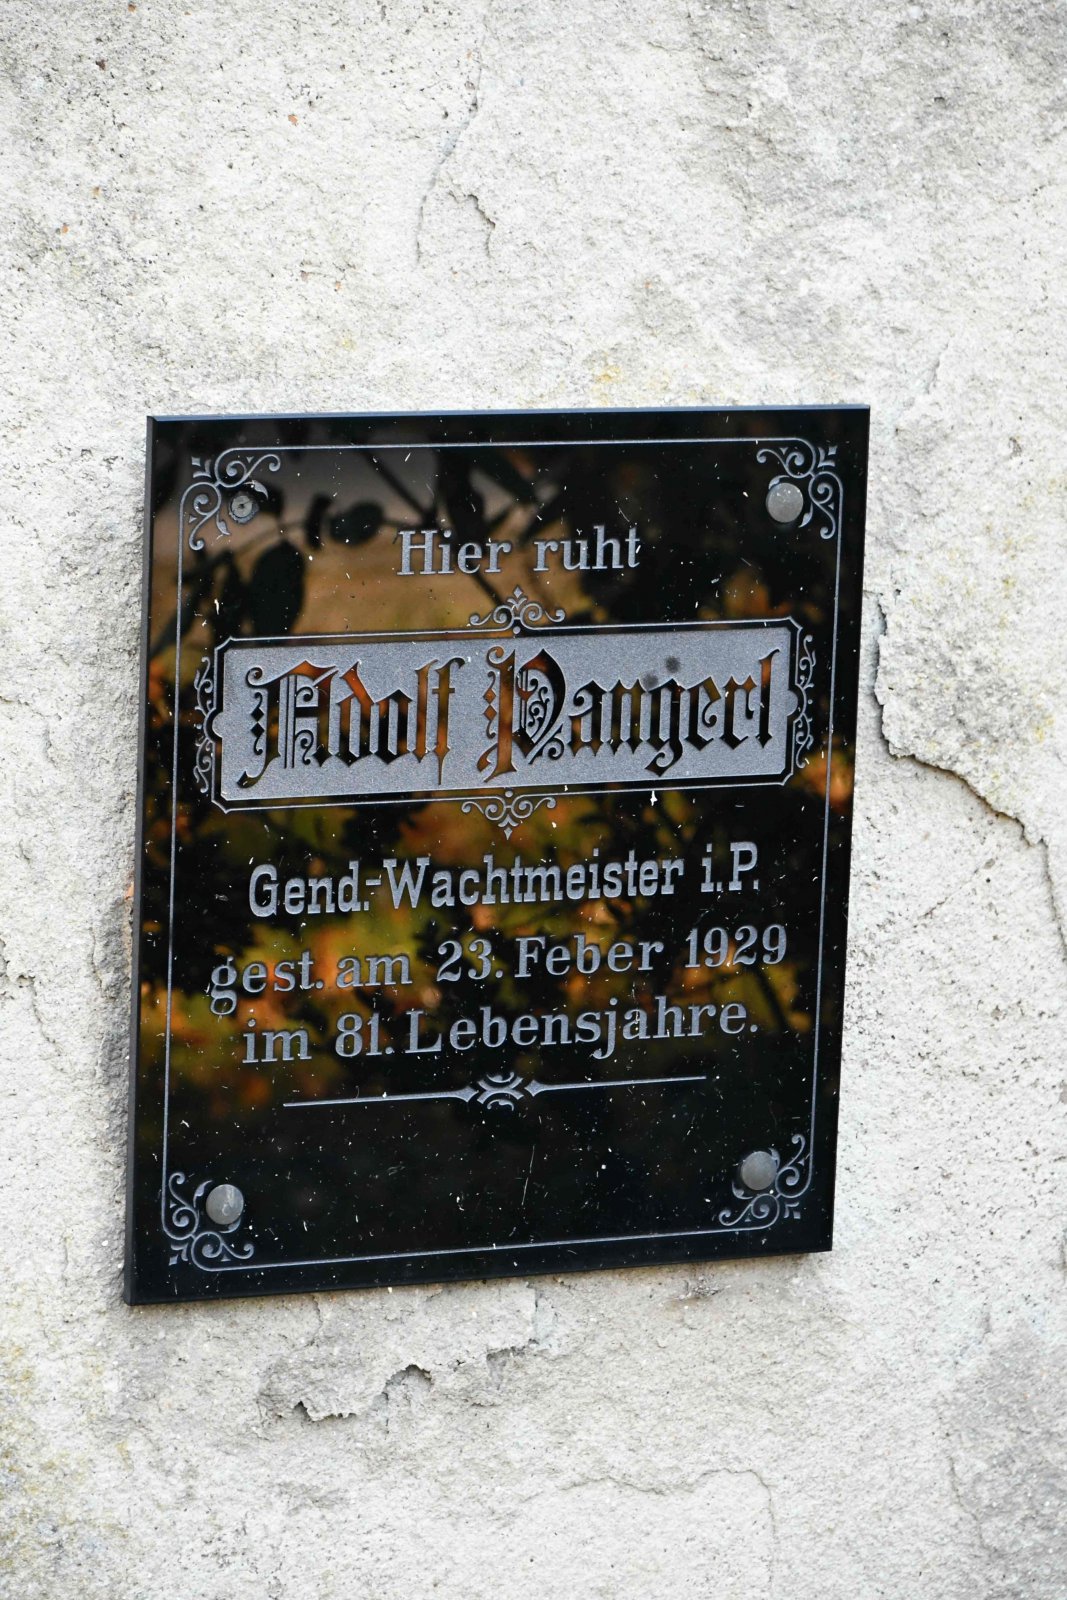 Hier ruht
Adolf Pangerl
Gend.-Wachtmeister i.P.
gest. am 23. Feber 1929
im 81. Lebensjahre.